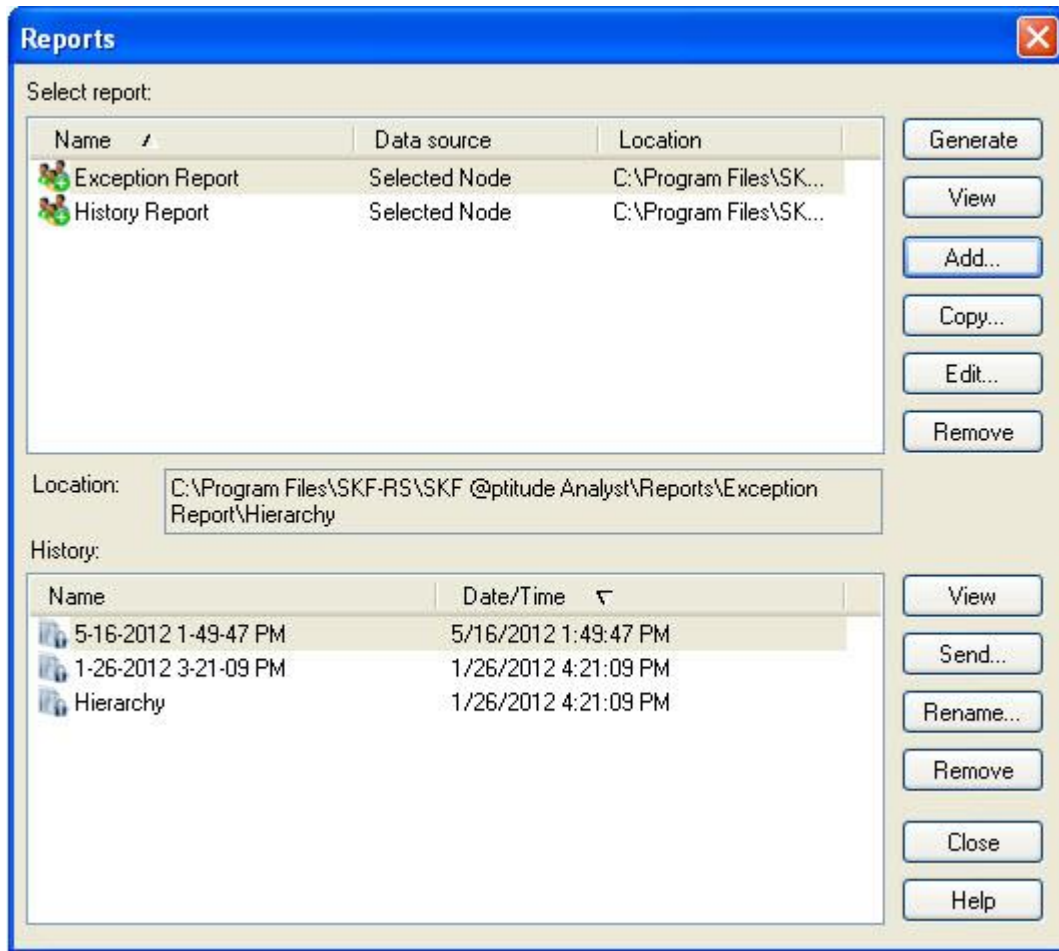 Reports
Select report:
Name Data source Location
Exception Report Selected Node C:\Program Files\SK...
History Report Selected Node C:\Program Files\SK...
Generate
View
Add...
Copy...
Edit...
Remove
Location: C:\Program Files\SKF-RS\SKF @ptitude Analyst\Reports\Exception
Report\Hierarchy
History:
Name Date/Time
5-16-2012 1-49-47 PM 5/16/2012 1:49:47 PM
1-26-2012 3-21-09 PM 1/26/2012 4:21:09 PM
Hierarchy 1/26/2012 4:21:09 PM
View
Send...
Rename...
Remove
Close
Help